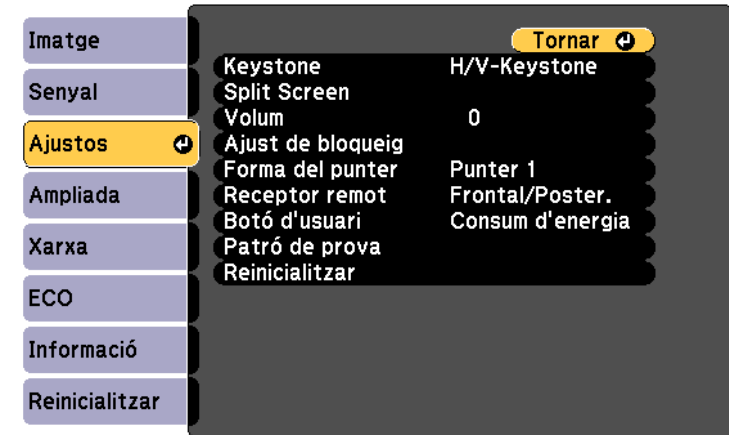 Imatge
Senyal
Ajustos
Ampliada
Xarxa
ECO
Informació
Reinicialitzar
Tornar
Keystone H/V-Keystone
Split Screen
Volum 0
Ajust de bloqueig
Forma del punter Punter 1
Receptor remot Frontal/Poster.
Botó d'usuari Consum d'energia
Patró de prova
Reinicialitzar